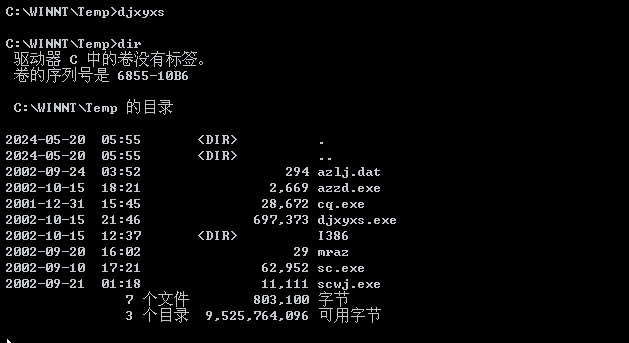 C:\WINNT\Temp>djxyxs
C:\WINNT\Temp>dir
驱动器 C 中的卷没有标签。
卷的序列号是 6855-10B6
C:\WINNT\Temp 的目录
2024-05-20  05:55       <DIR>          .
2024-05-20  05:55       <DIR>          ..
2002-09-24  03:52                  294 azlj.dat
2002-10-15  18:21                2,669 azzd.exe
2001-12-31  15:45               28,672 cq.exe
2002-10-15  21:46              697,373 djxyxs.exe
2002-10-15  12:37       <DIR>          I386
2002-09-20  16:02                   29 mraz
2002-09-10  17:21               62,952 sc.exe
2002-09-21  01:18               11,111 scwj.exe
7 个文件        803,100 字节
3 个目录  9,525,764,096 可用字节